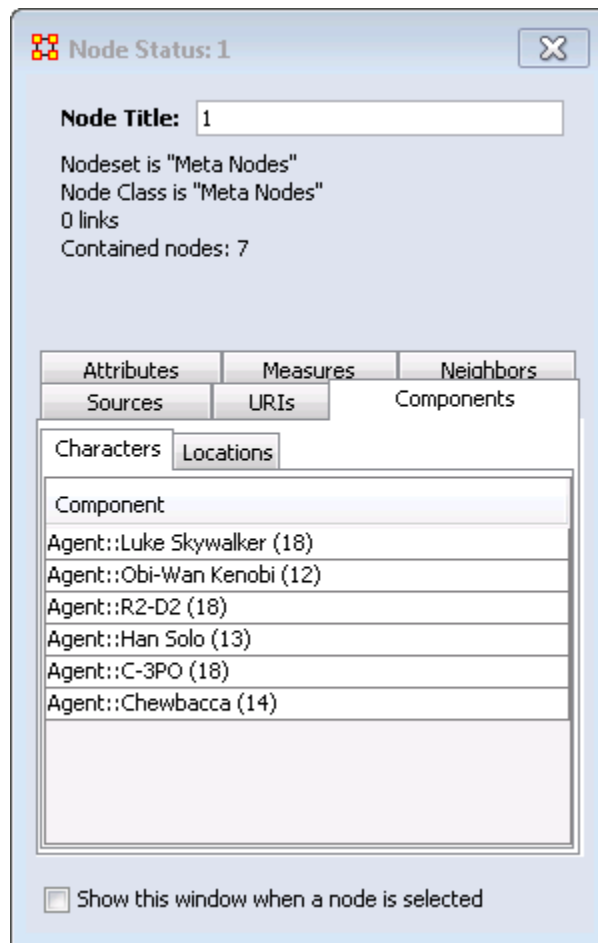 Node Status: 1
Node Title: 1
Nodeset is "Meta Nodes"
Node Class is "Meta Nodes"
0 links
Contained nodes: 7
Attributes Measures Neighbors
Sources URIs Components
Characters Locations
Component
Agent::Luke Skywalker (18)
Agent::Obi-Wan Kenobi (12)
Agent::R2-D2 (18)
Agent::Han Solo (13)
Agent::C-3PO (18)
Agent::Chewbacca (14)
Show this window when a node is selected